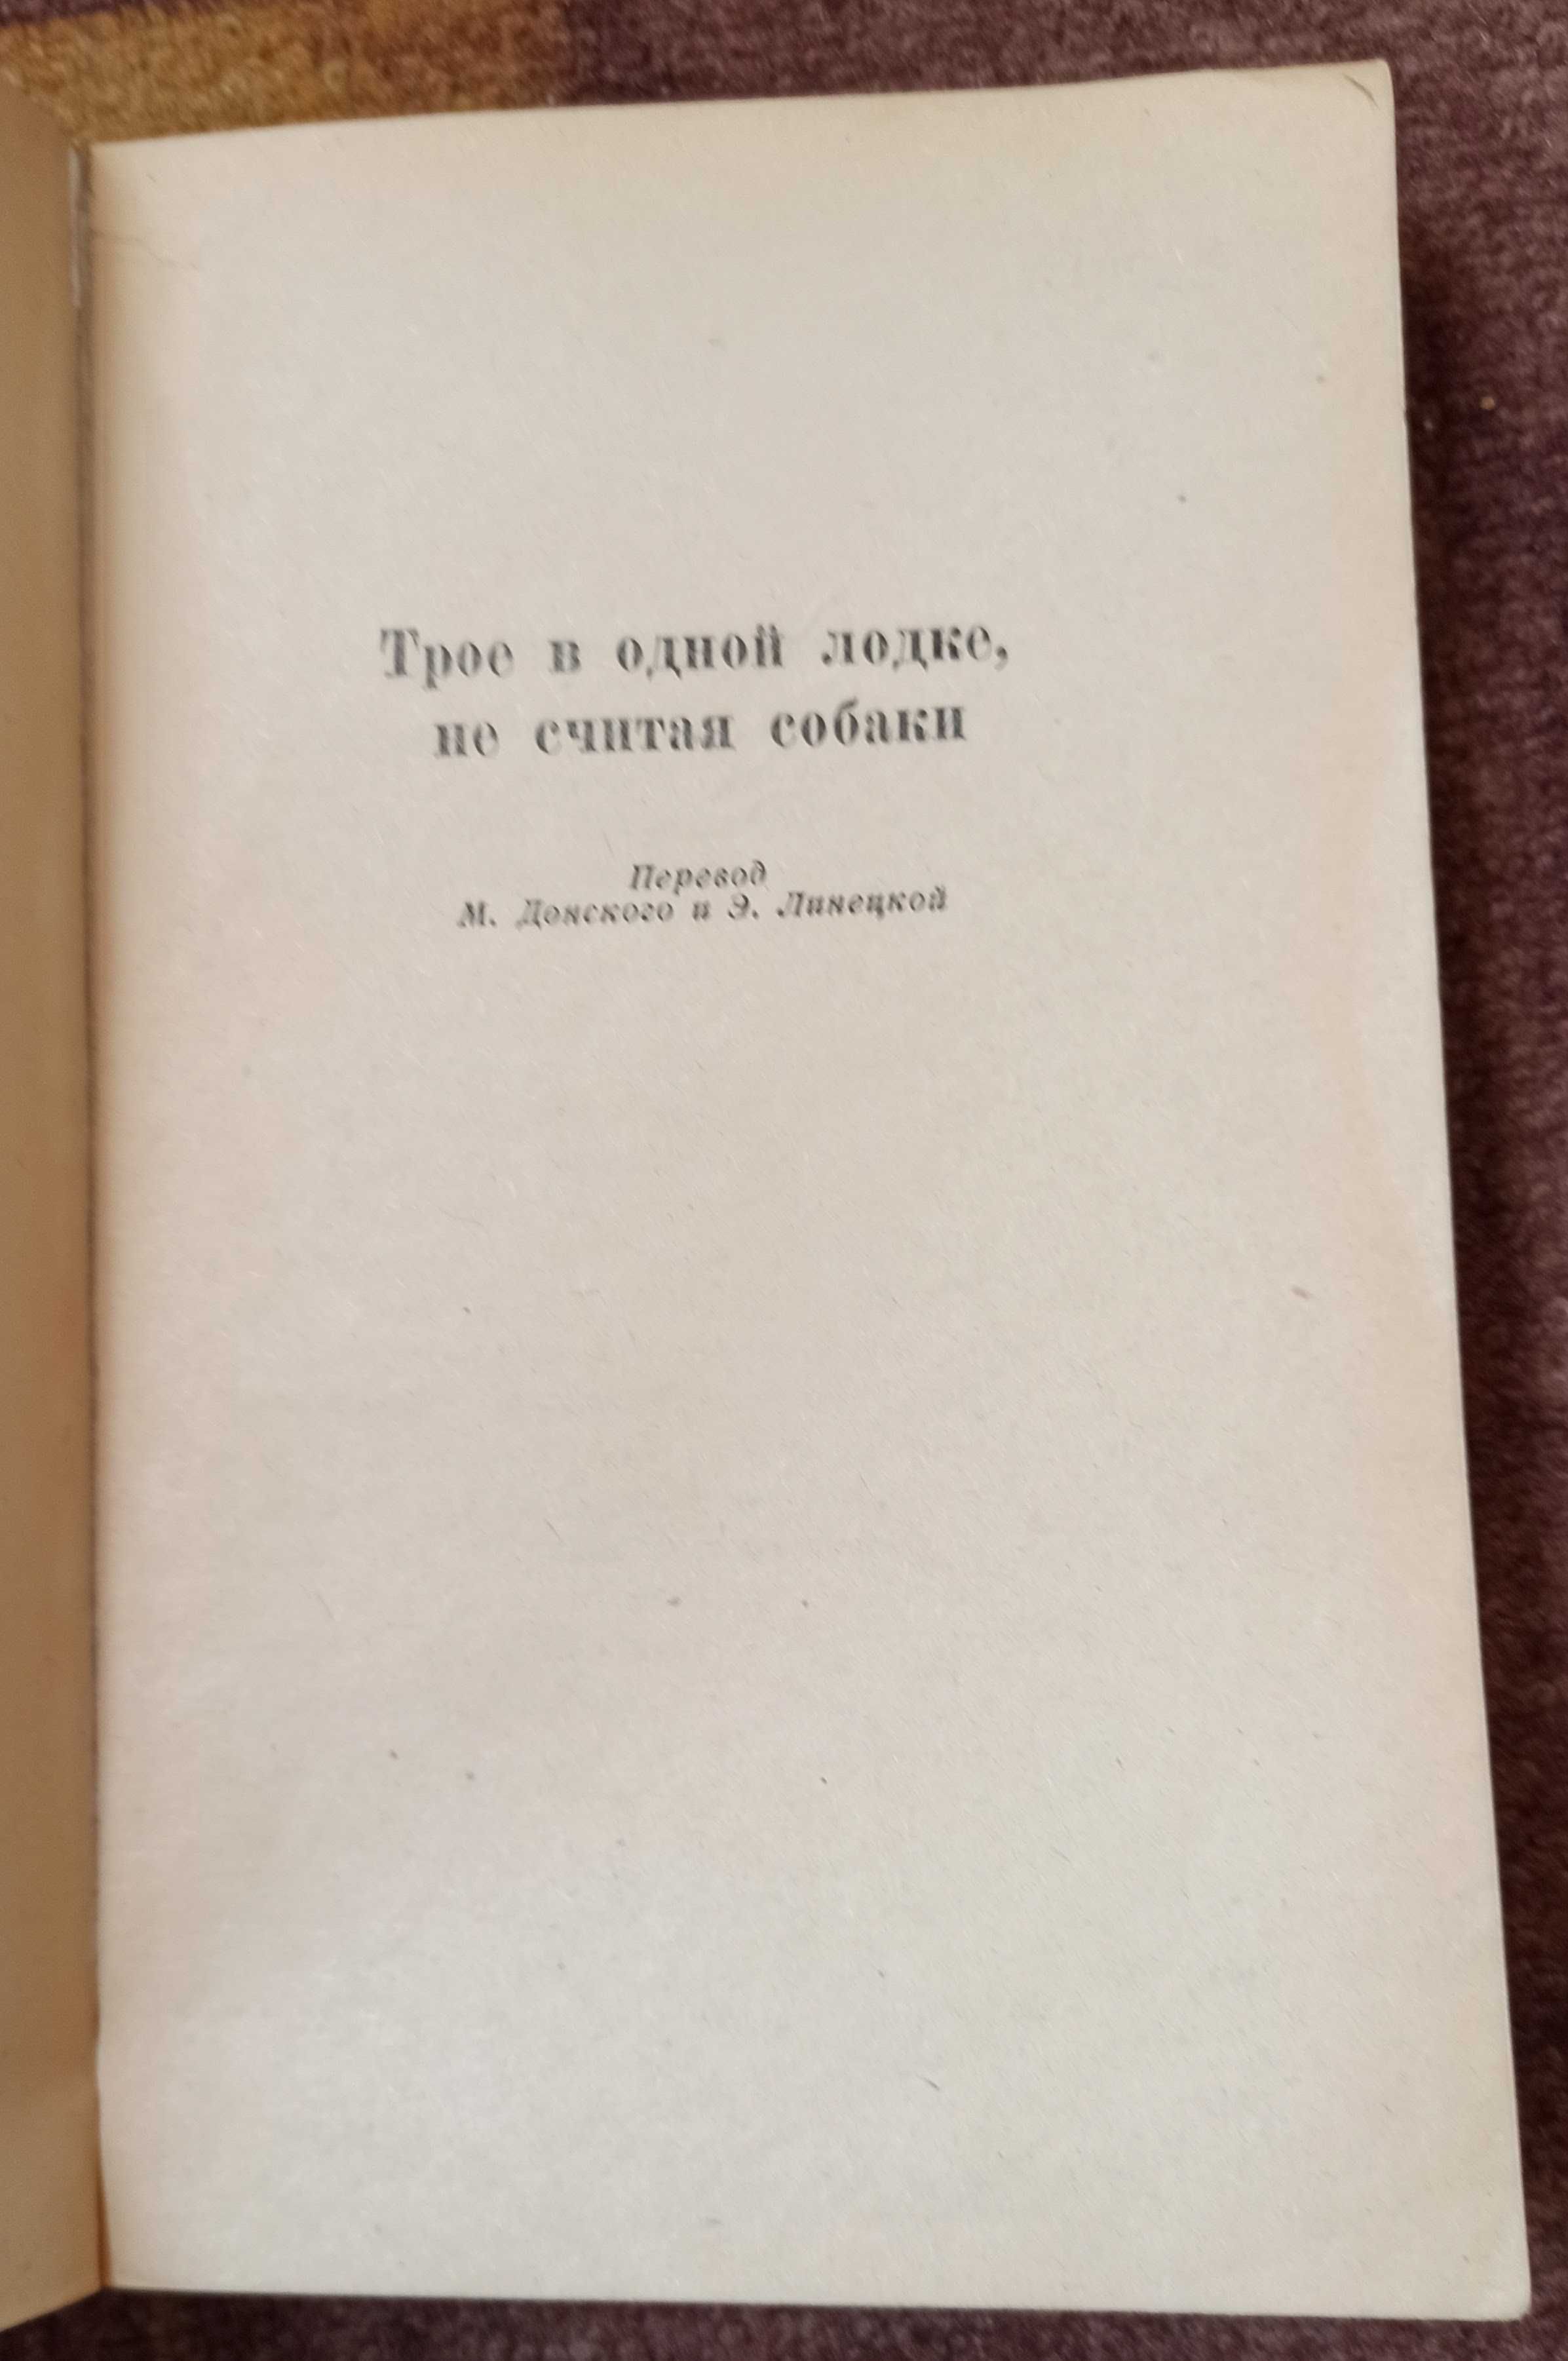 Трое в одной лодке,
не считая собаки
Перевод
М. Донского и Э. Линецкой